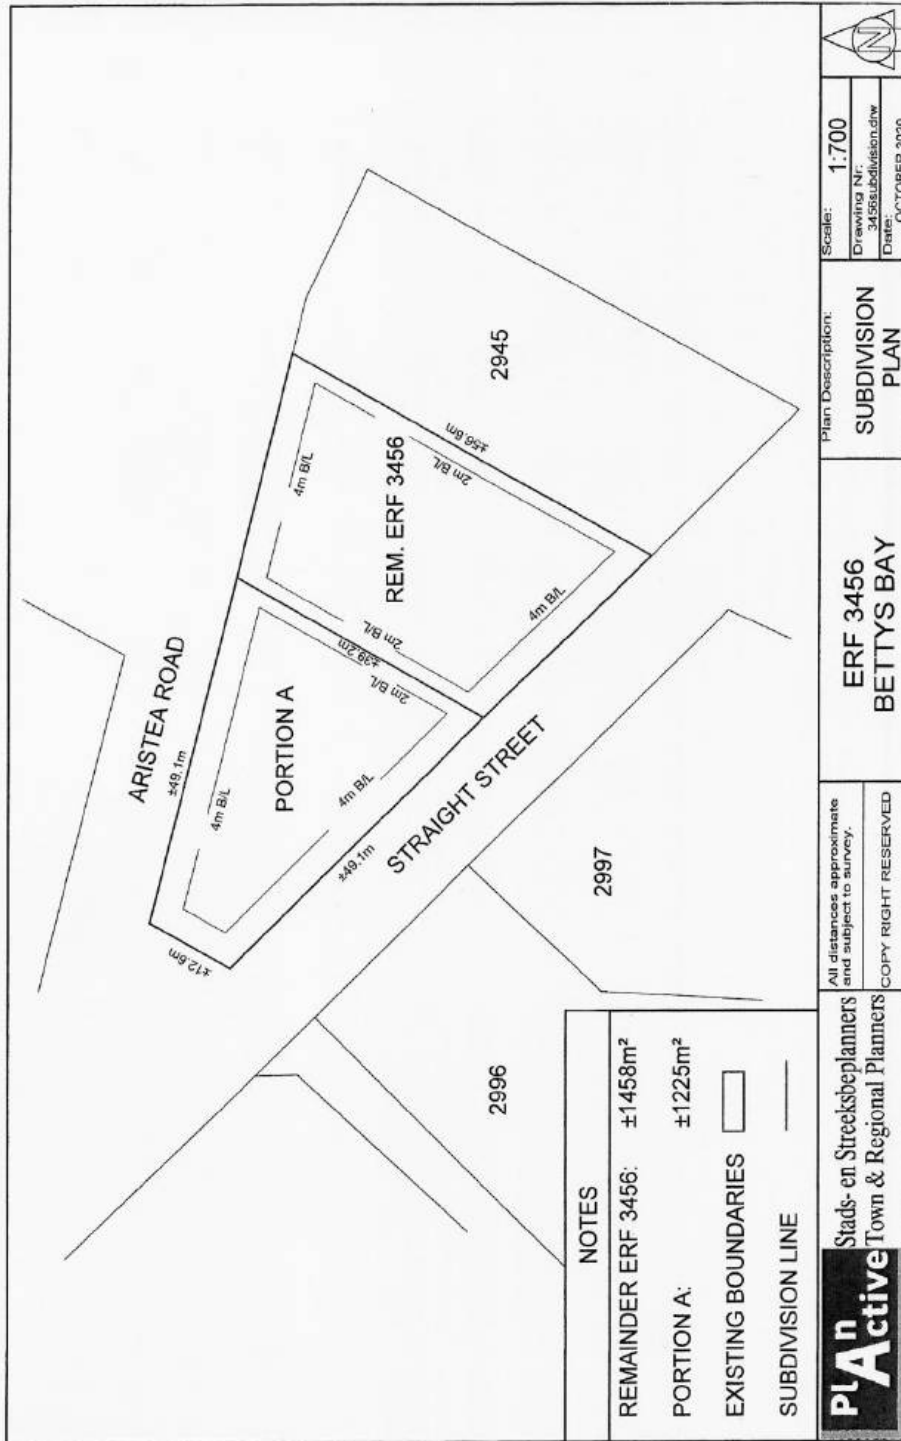 ARISTEA ROAD
±49.1m
±12.6m
4m B/L
PORTION A
4m B/L
2m B/L
±49.1m
±39.2m
2m B/L
4m B/L
REM. ERF 3456
4m B/L
2m B/L
±56.6m
2945
STRAIGHT STREET
2996
2997
NOTES
REMAINDER ERF 3456: ±1458m²
PORTION A: ±1225m²
EXISTING BOUNDARIES
SUBDIVISION LINE
Plan Active
Stads- en Streeksbeplanners
Town & Regional Planners
All distances approximate
and subject to survey.
COPY RIGHT RESERVED
ERF 3456
BETTYS BAY
Plan Description:
SUBDIVISION
PLAN
Scale: 1:700
Drawing Nr:
3456subdivision.drw
Date:
OCTOBER 2020
N